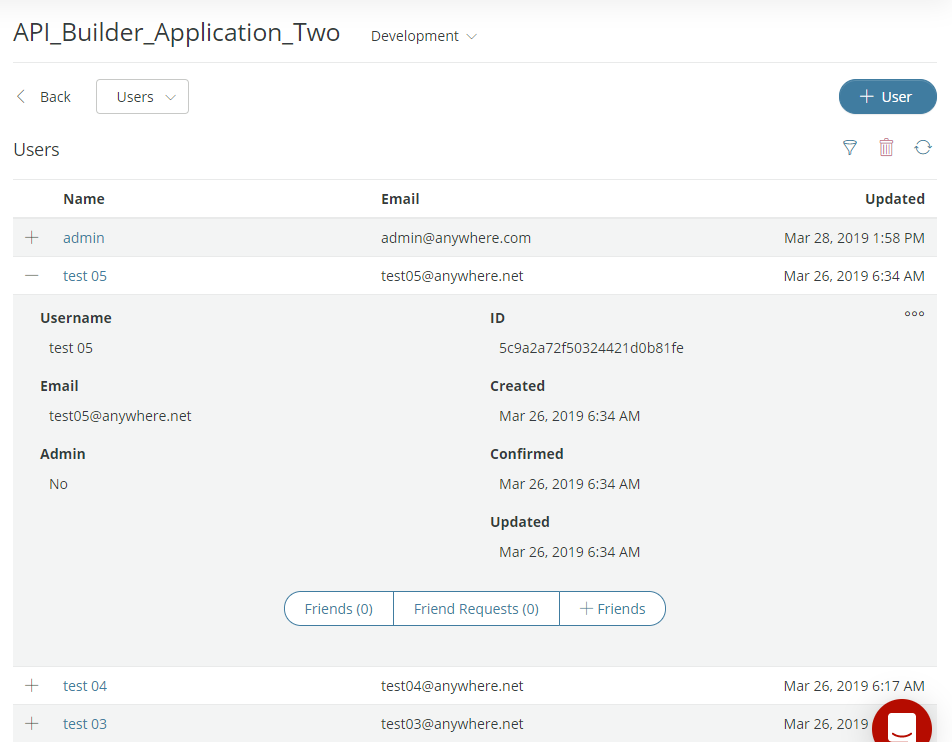 API_Builder_Application_Two Development
Back Users + User
Users
Name Email Updated
admin admin@anywhere.com Mar 28, 2019 1:58 PM
test 05 test05@anywhere.net Mar 26, 2019 6:34 AM
Username ID
test 05 5c9a2a72f50324421d0b81fe
Email Created
test05@anywhere.net Mar 26, 2019 6:34 AM
Admin Confirmed
No Mar 26, 2019 6:34 AM
Updated
Mar 26, 2019 6:34 AM
Friends (0) Friend Requests (0) + Friends
test 04 test04@anywhere.net Mar 26, 2019 6:17 AM
test 03 test03@anywhere.net Mar 26, 2019